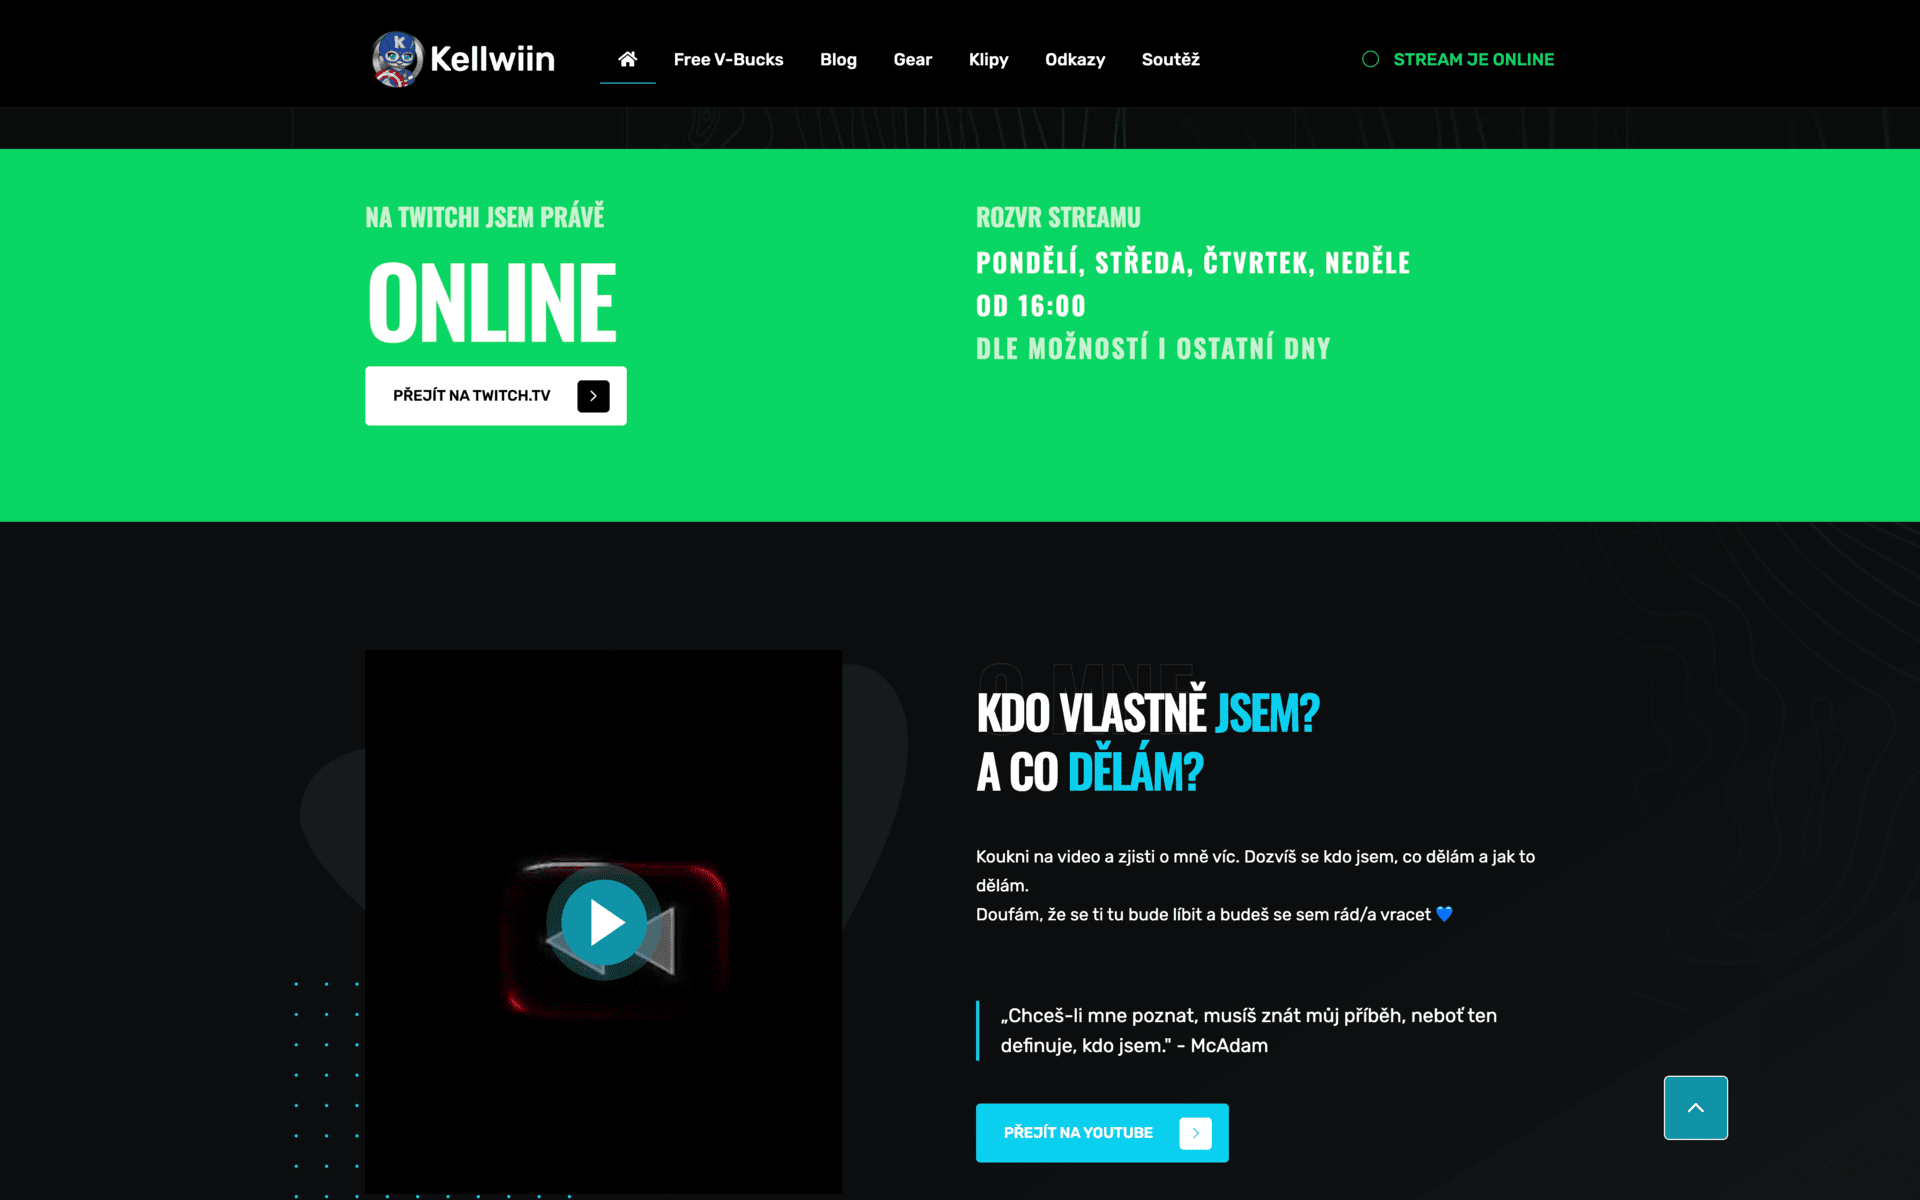 Kellwiin
Free V-Bucks
Blog
Gear
Klipy
Odkazy
Soutěž
STREAM JE ONLINE
NA TWITCHI JSEM PRÁVĚ
ONLINE
PŘEJÍT NA TWITCH.TV
ROZVR STREAMU
PONDĚLÍ, STŘEDA, ČTVRTEK, NEDĚLE
OD 16:00
DLE MOŽNOSTÍ I OSTATNÍ DNY
O MNE
KDO VLASTNĚ JSEM?
A CO DĚLÁM?
Koukni na video a zjisti o mně víc. Dozvíš se kdo jsem, co dělám a jak to
dělám.
Doufám, že se ti tu bude líbit a budeš se sem rád/a vracet 💙
„Chceš-li mne poznat, musíš znát můj příběh, neboť ten
definuje, kdo jsem." - McAdam
PŘEJÍT NA YOUTUBE